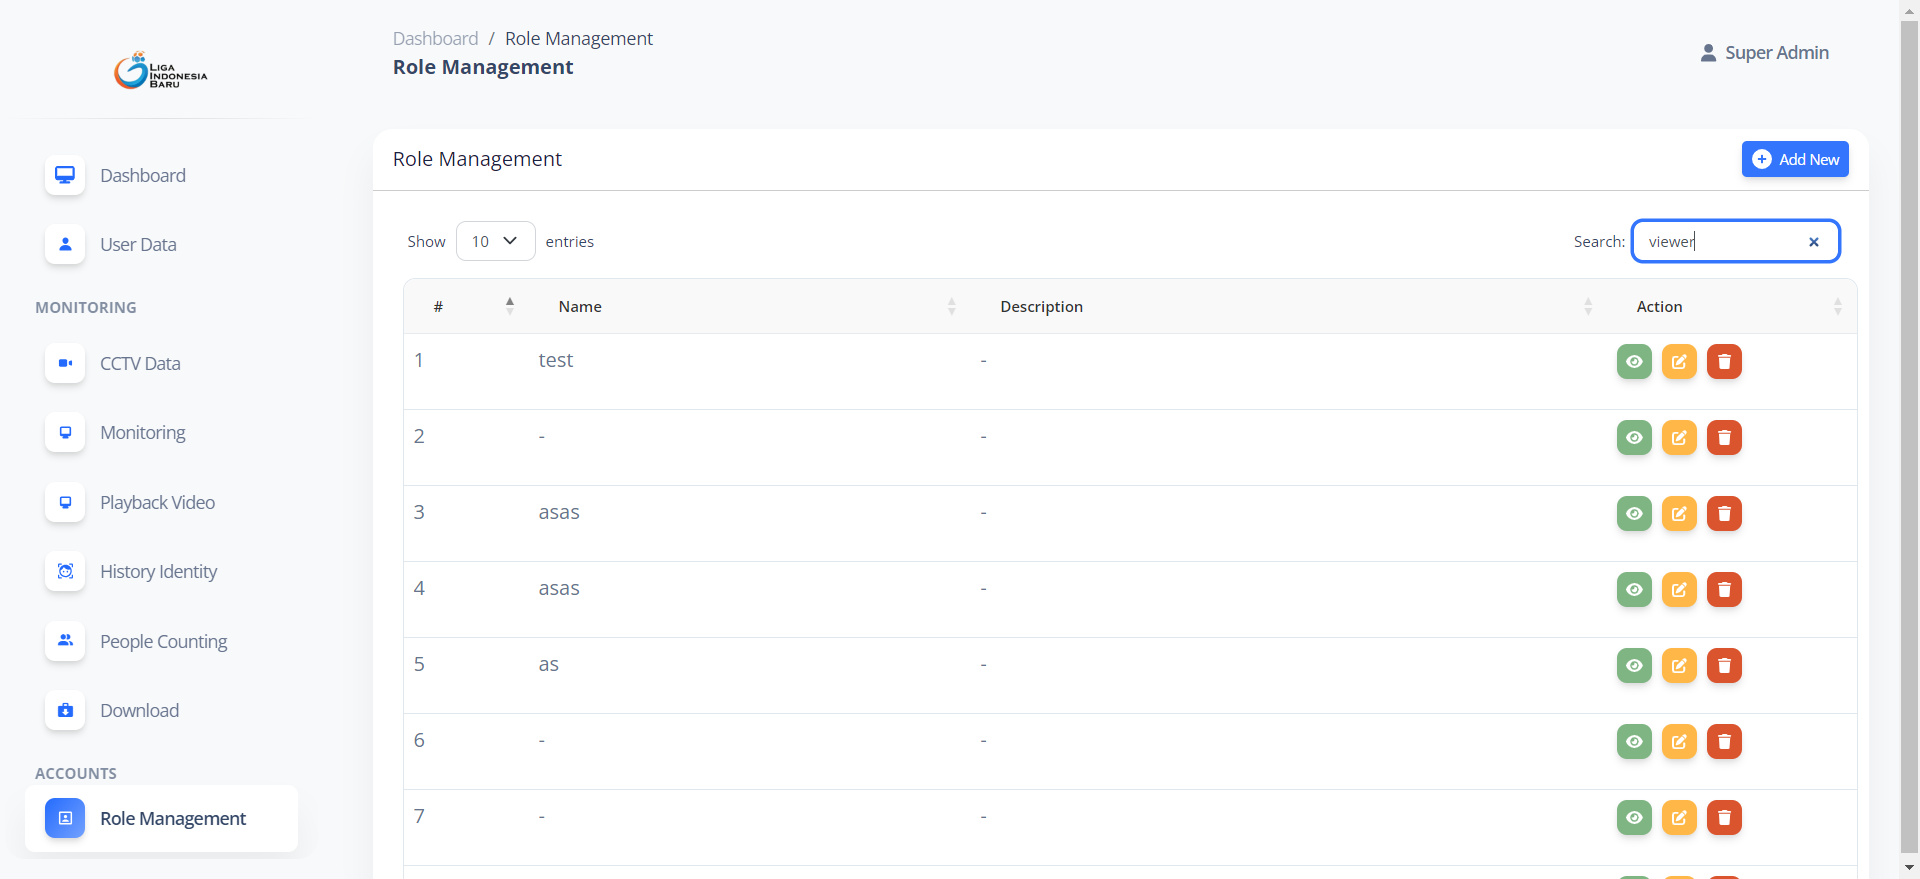 LIGA
INDONESIA
BARU
Dashboard
User Data
MONITORING
CCTV Data
Monitoring
Playback Video
History Identity
People Counting
Download
ACCOUNTS
Role Management
Dashboard / Role Management
Role Management
Super Admin
Role Management
Add New
Show 10 entries
Search: viewer
# Name Description Action
1 test -
2 - -
3 asas -
4 asas -
5 as -
6 - -
7 - -